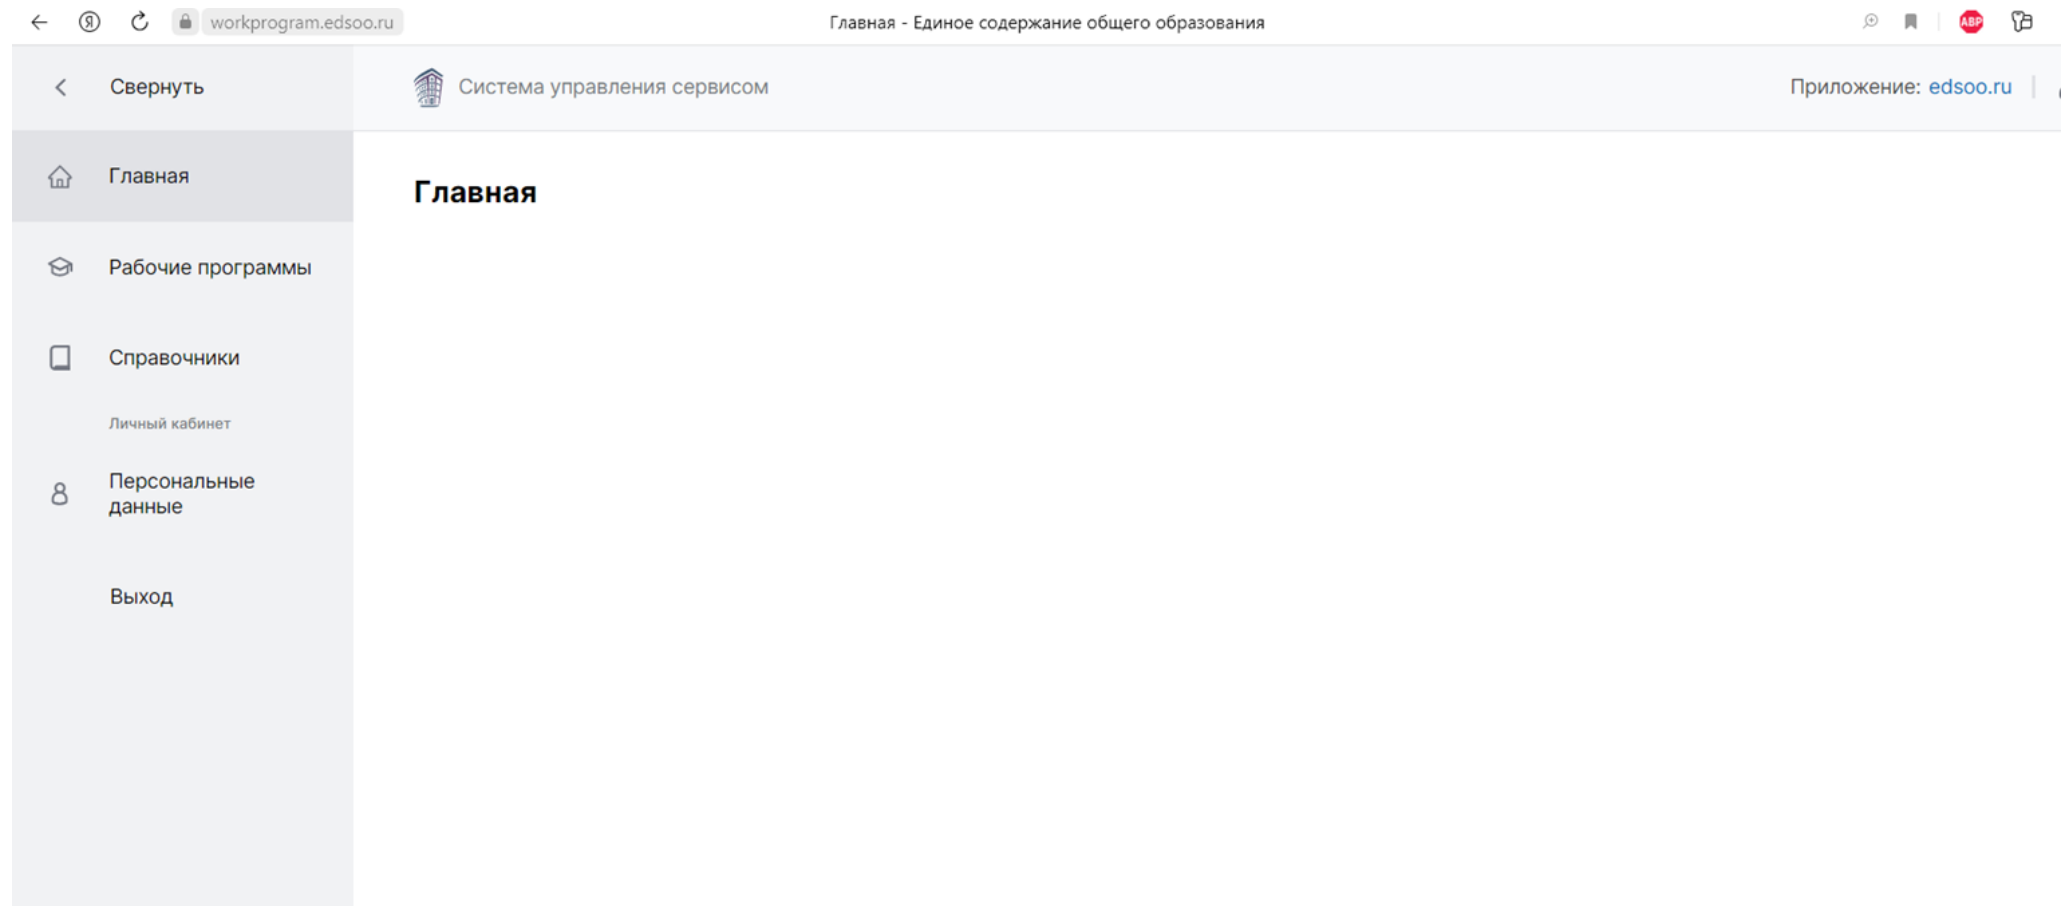 workprogram.edsoo.ru
Главная - Единое содержание общего образования
ABP
Свернуть
Система управления сервисом
Приложение: edsoo.ru
Главная
Главная
Рабочие программы
Справочники
Личный кабинет
Персональные
данные
Выход